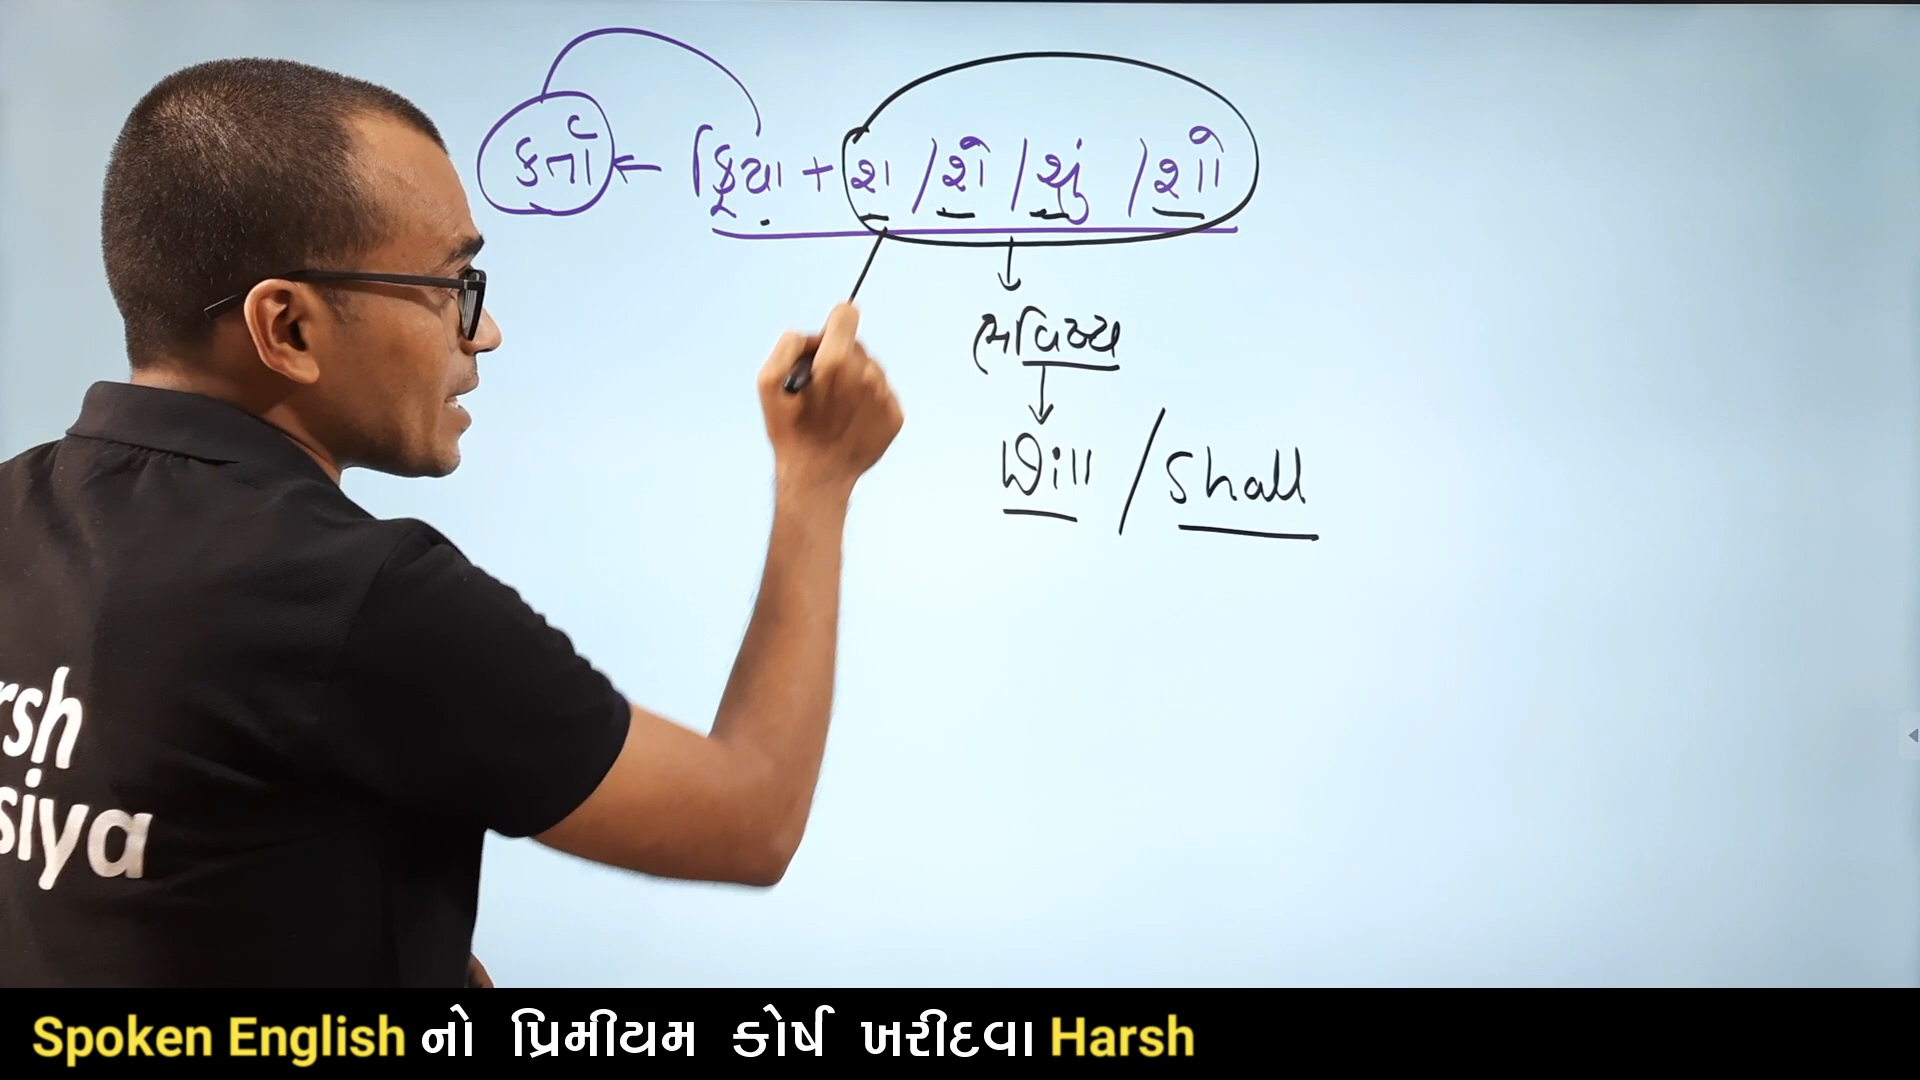 કર્તા ← ક્રિયા + શ / શે / શું / શો
↓
ભવિષ્ય
↓
Will / Shall
rsh
siya
Spoken English નો પ્રિમીયમ કોર્ષ ખરીદવા Harsh